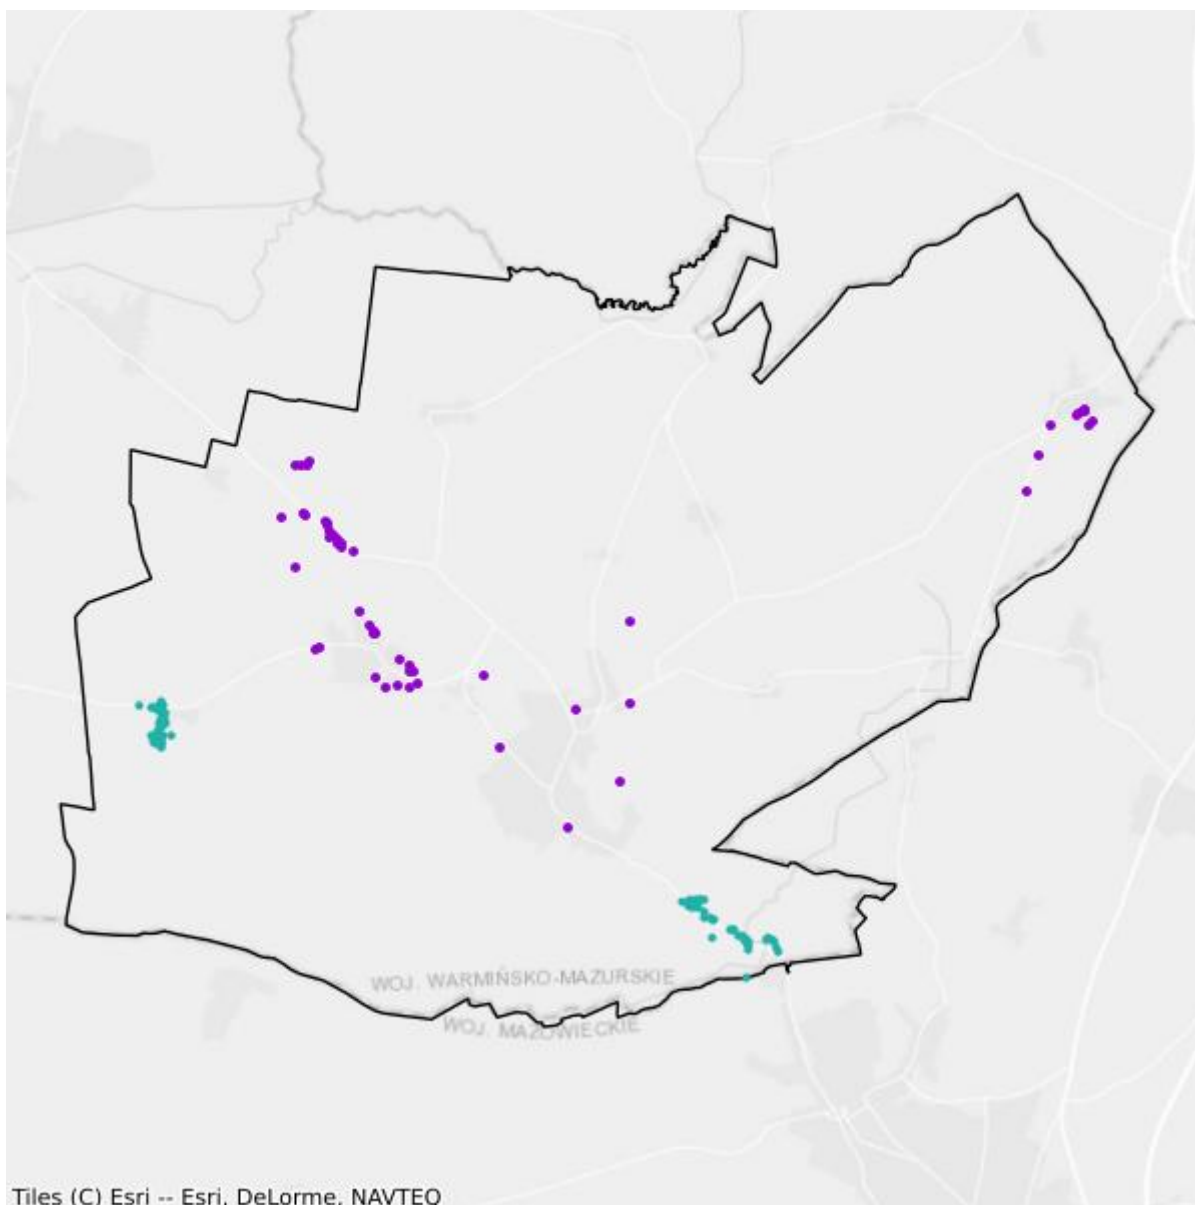 WOJ. WARMIŃSKO-MAZURSKIE
WOJ. MAZOWIECKIE
Tiles (C) Esri -- Esri, DeLorme, NAVTEQ